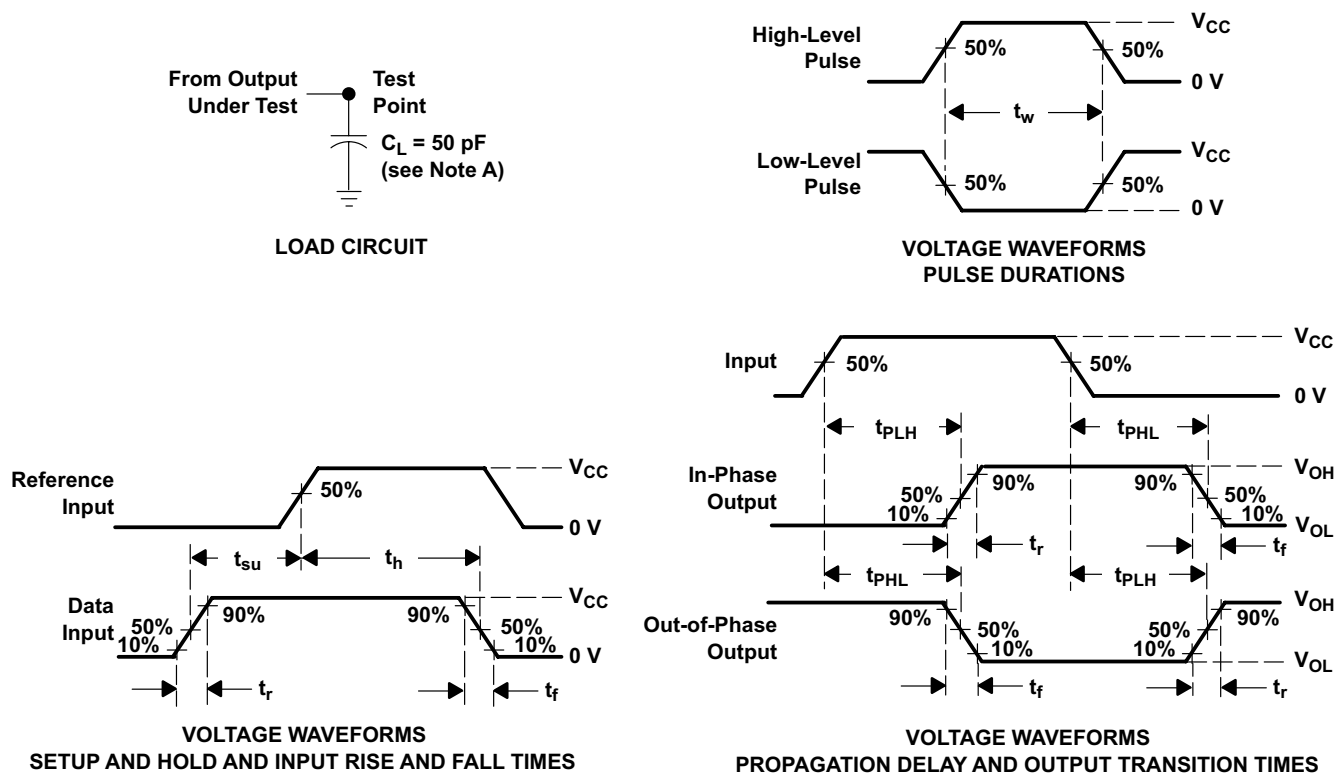 From Output
Under Test
Test
Point
C_L = 50 pF
(see Note A)
LOAD CIRCUIT
High-Level
Pulse
50%
50%
V_CC
0 V
t_w
Low-Level
Pulse
50%
50%
V_CC
0 V
VOLTAGE WAVEFORMS
PULSE DURATIONS
Reference
Input
50%
V_CC
0 V
t_su
t_h
Data
Input
50%
10%
90%
90%
50%
10%
V_CC
0 V
t_r
t_f
VOLTAGE WAVEFORMS
SETUP AND HOLD AND INPUT RISE AND FALL TIMES
Input
50%
50%
V_CC
0 V
t_PLH
t_PHL
In-Phase
Output
50%
10%
90%
90%
50%
10%
V_OH
V_OL
t_r
t_f
t_PHL
t_PLH
Out-of-Phase
Output
90%
50%
10%
50%
10%
90%
V_OH
V_OL
t_f
t_r
VOLTAGE WAVEFORMS
PROPAGATION DELAY AND OUTPUT TRANSITION TIMES